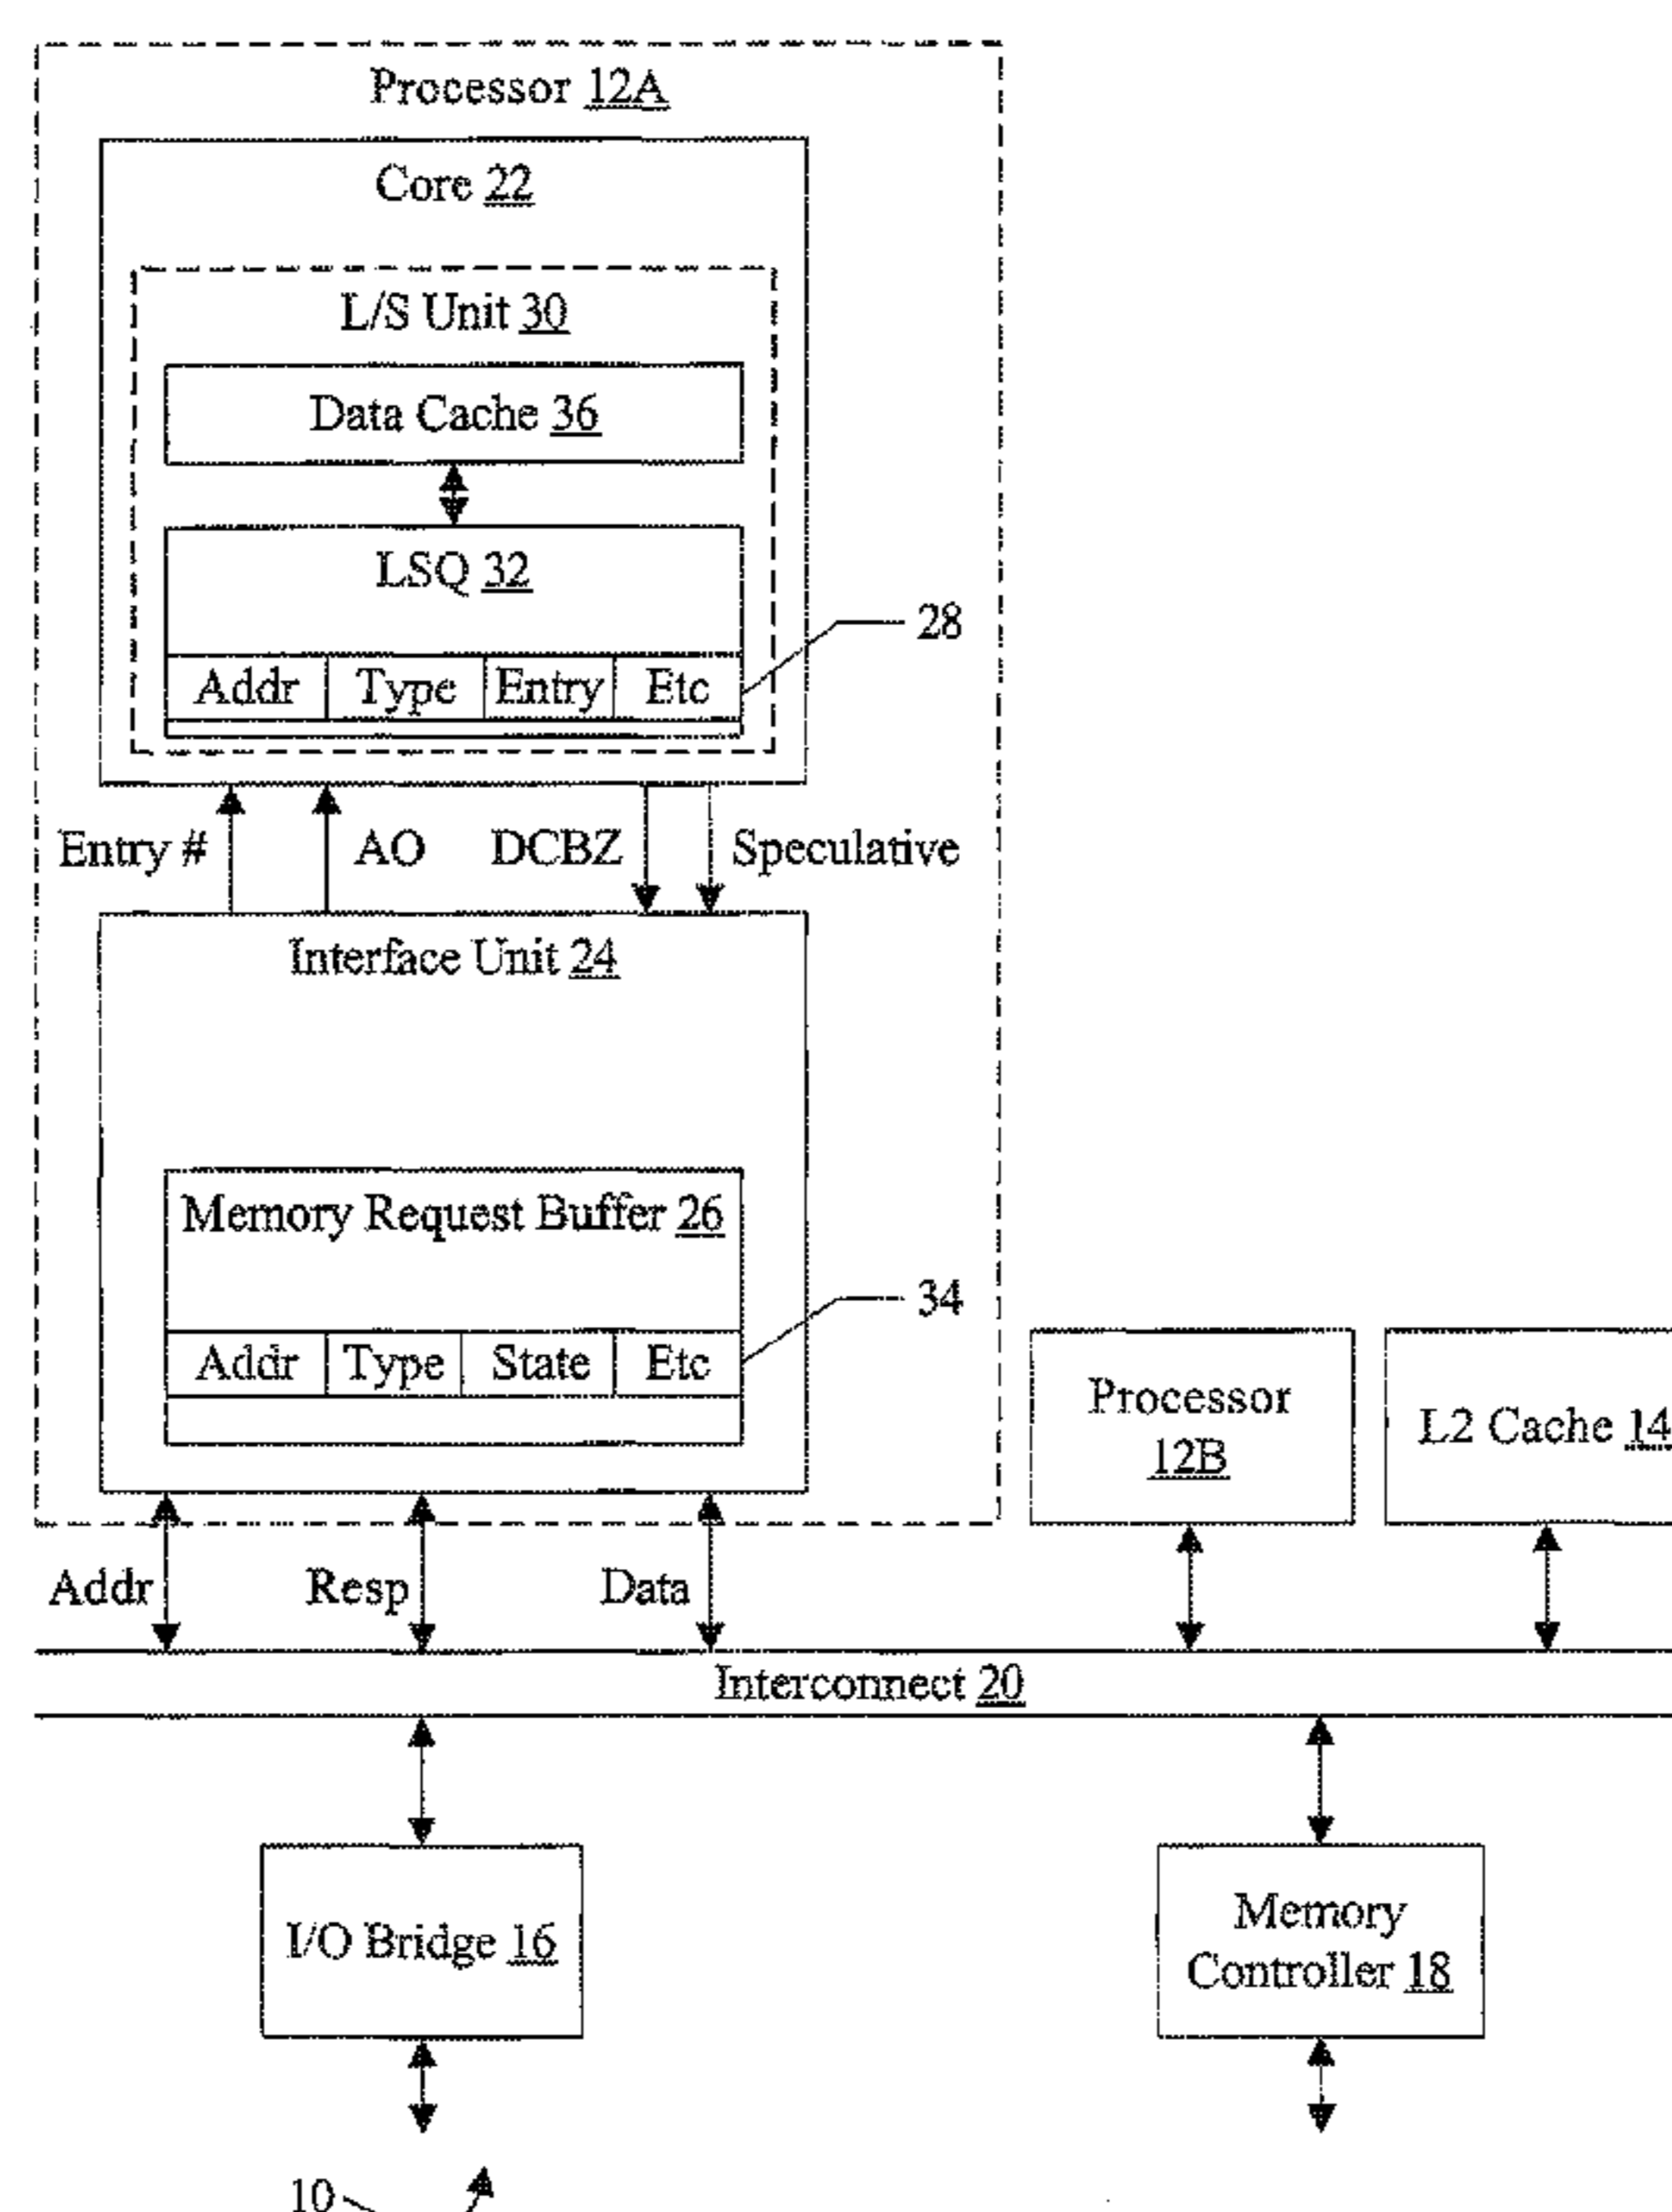 Processor 12A
Core 22
L/S Unit 30
Data Cache 36
LSQ 32
28
Addr Type Entry Etc
Entry # AO DCBZ Speculative
Interface Unit 24
Memory Request Buffer 26
34
Addr Type State Etc
Processor
12B
L2 Cache 14
Addr Resp Data
Interconnect 20
I/O Bridge 16
Memory
Controller 18
10